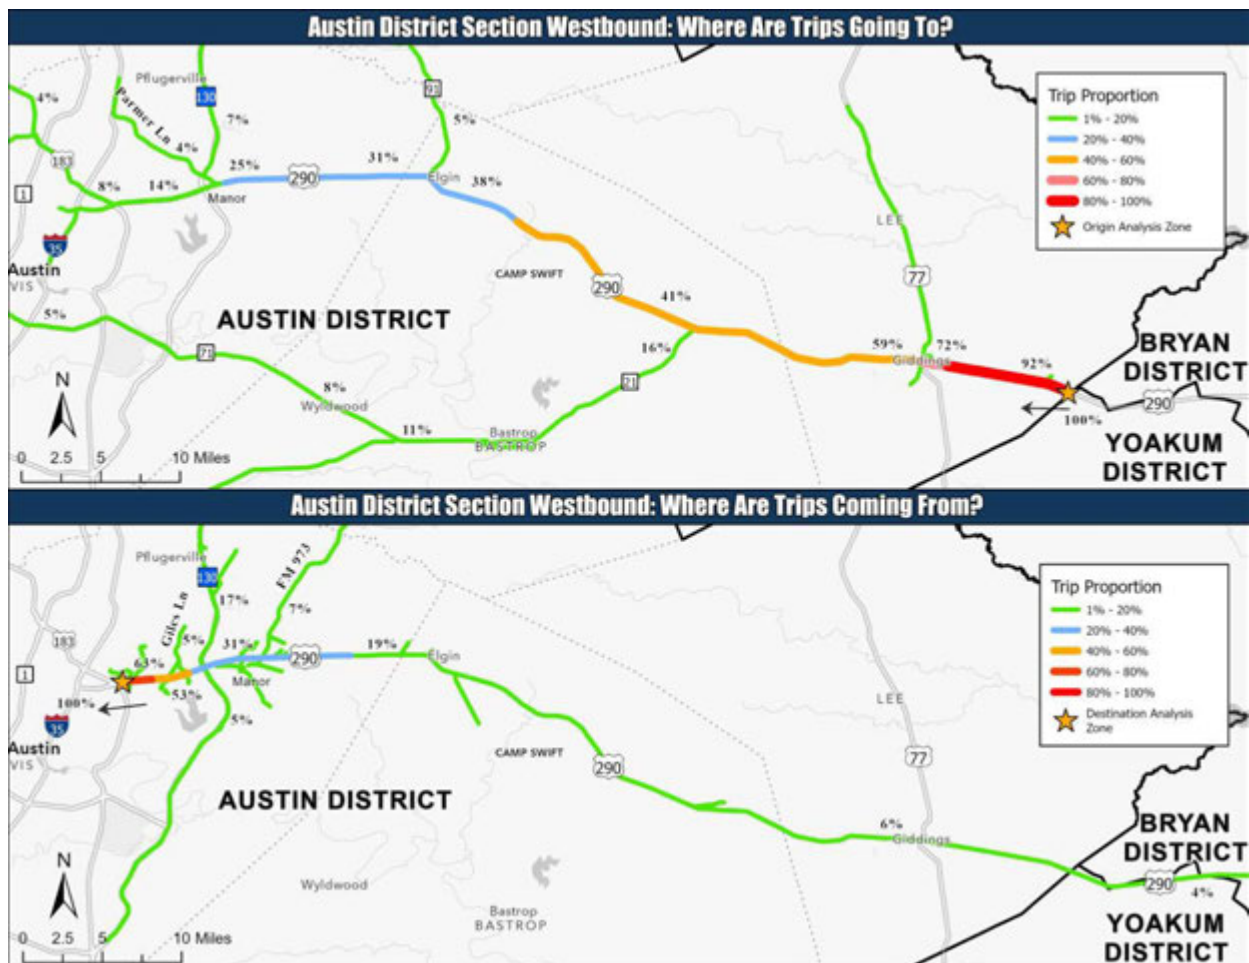 Austin District Section Westbound: Where Are Trips Going To?
Pflugerville
130
Parmer Ln
4%
7%
4%
91
5%
183
1
8%
14%
25%
290
31%
Elgin
38%
Manor
35
Austin
VIS
CAMP SWIFT
290
41%
LEE
77
Trip Proportion
1% - 20%
20% - 40%
40% - 60%
60% - 80%
80% - 100%
Origin Analysis Zone
AUSTIN DISTRICT
5%
71
8%
Wyldwood
11%
Bastrop
BASTROP
16%
21
59%
72%
Giddings
92%
100%
290
BRYAN
DISTRICT
YOAKUM
DISTRICT
N
0 2.5 5 10 Miles
Austin District Section Westbound: Where Are Trips Coming From?
Pflugerville
130
FM 973
Giles Ln
17%
7%
183
5%
31%
290
19%
Elgin
1
63%
53%
Manor
100%
5%
35
Austin
VIS
CAMP SWIFT
290
LEE
77
Trip Proportion
1% - 20%
20% - 40%
40% - 60%
60% - 80%
80% - 100%
Destination Analysis
Zone
AUSTIN DISTRICT
6%
Giddings
BRYAN
DISTRICT
290
4%
YOAKUM
DISTRICT
Wyldwood
Bastrop
BASTROP
N
0 2.5 5 10 Miles